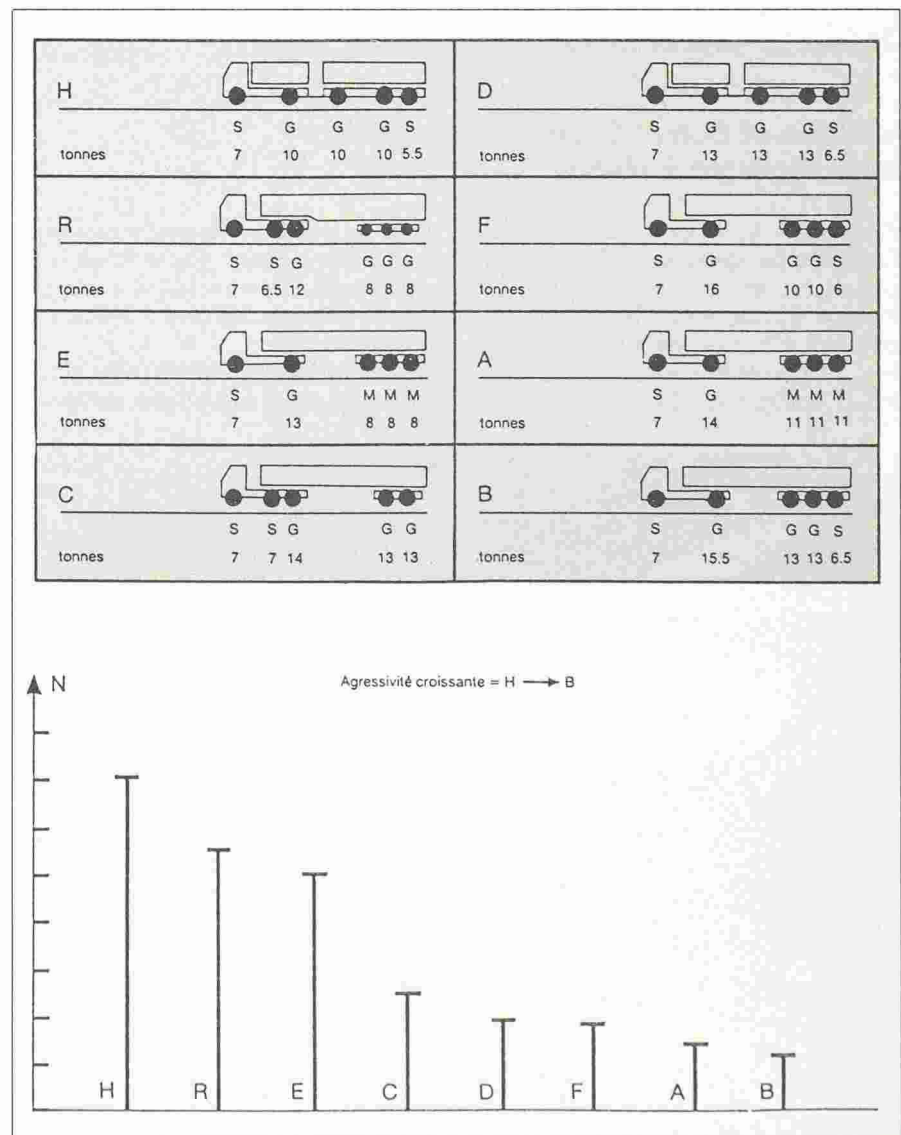 H
S G G G S
tonnes 7 10 10 10 5.5
D
S G G G S
tonnes 7 13 13 13 6.5
R
S S G G G G
tonnes 7 6.5 12 8 8 8
F
S G G G S
tonnes 7 16 10 10 6
E
S G M M M
tonnes 7 13 8 8 8
A
S G M M M
tonnes 7 14 11 11 11
C
S S G G G
tonnes 7 7 14 13 13
B
S G G G S
tonnes 7 15.5 13 13 6.5
N
Agressivité croissante = H → B
H R E C D F A B